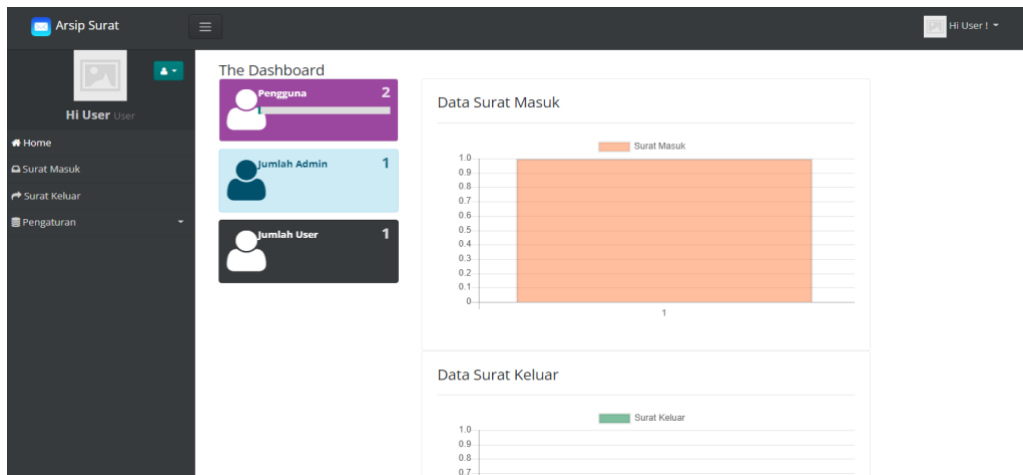 Arsip Surat
Hi User !
Hi User User
Home
Surat Masuk
Surat Keluar
Pengaturan
The Dashboard
Pengguna 2
Jumlah Admin 1
Jumlah User 1
Data Surat Masuk
Surat Masuk
1.0
0.9
0.8
0.7
0.6
0.5
0.4
0.3
0.2
0.1
0
1
Data Surat Keluar
Surat Keluar
1.0
0.9
0.8
0.7